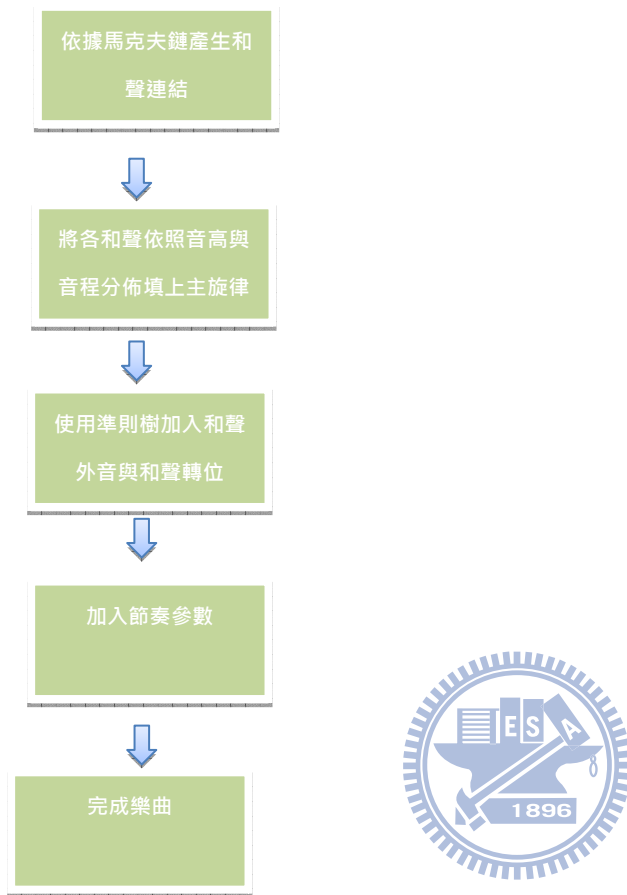 依據馬克夫鏈產生和
聲連結
將各和聲依照音高與
音程分佈填上主旋律
使用準則樹加入和聲
外音與和聲轉位
加入節奏參數
完成樂曲
E S A
1896